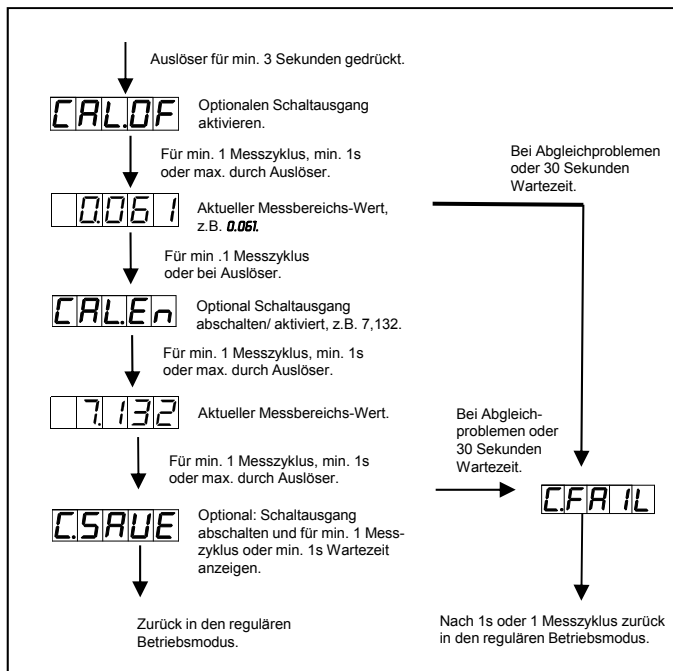 Auslöser für min. 3 Sekunden gedrückt.
CAL.OF
Optionalen Schaltausgang
aktivieren.
Für min. 1 Messzyklus, min. 1s
oder max. durch Auslöser.
Bei Abgleichproblemen
oder 30 Sekunden
Wartezeit.
0.061
Aktueller Messbereichs-Wert,
z.B. 0.061.
Für min .1 Messzyklus
oder bei Auslöser.
CAL.En
Optional Schaltausgang
abschalten/ aktiviert, z.B. 7,132.
Für min. 1 Messzyklus, min. 1s
oder max. durch Auslöser.
7.132
Aktueller Messbereichs-Wert.
Bei Abgleich-
problemen oder
30 Sekunden
Wartezeit.
Für min. 1 Messzyklus, min. 1s
oder max. durch Auslöser.
C.SAUE
Optional: Schaltausgang
abschalten und für min. 1 Mess-
zyklus oder min. 1s Wartezeit
anzeigen.
C.FAIL
Zurück in den regulären
Betriebsmodus.
Nach 1s oder 1 Messzyklus zurück
in den regulären Betriebsmodus.